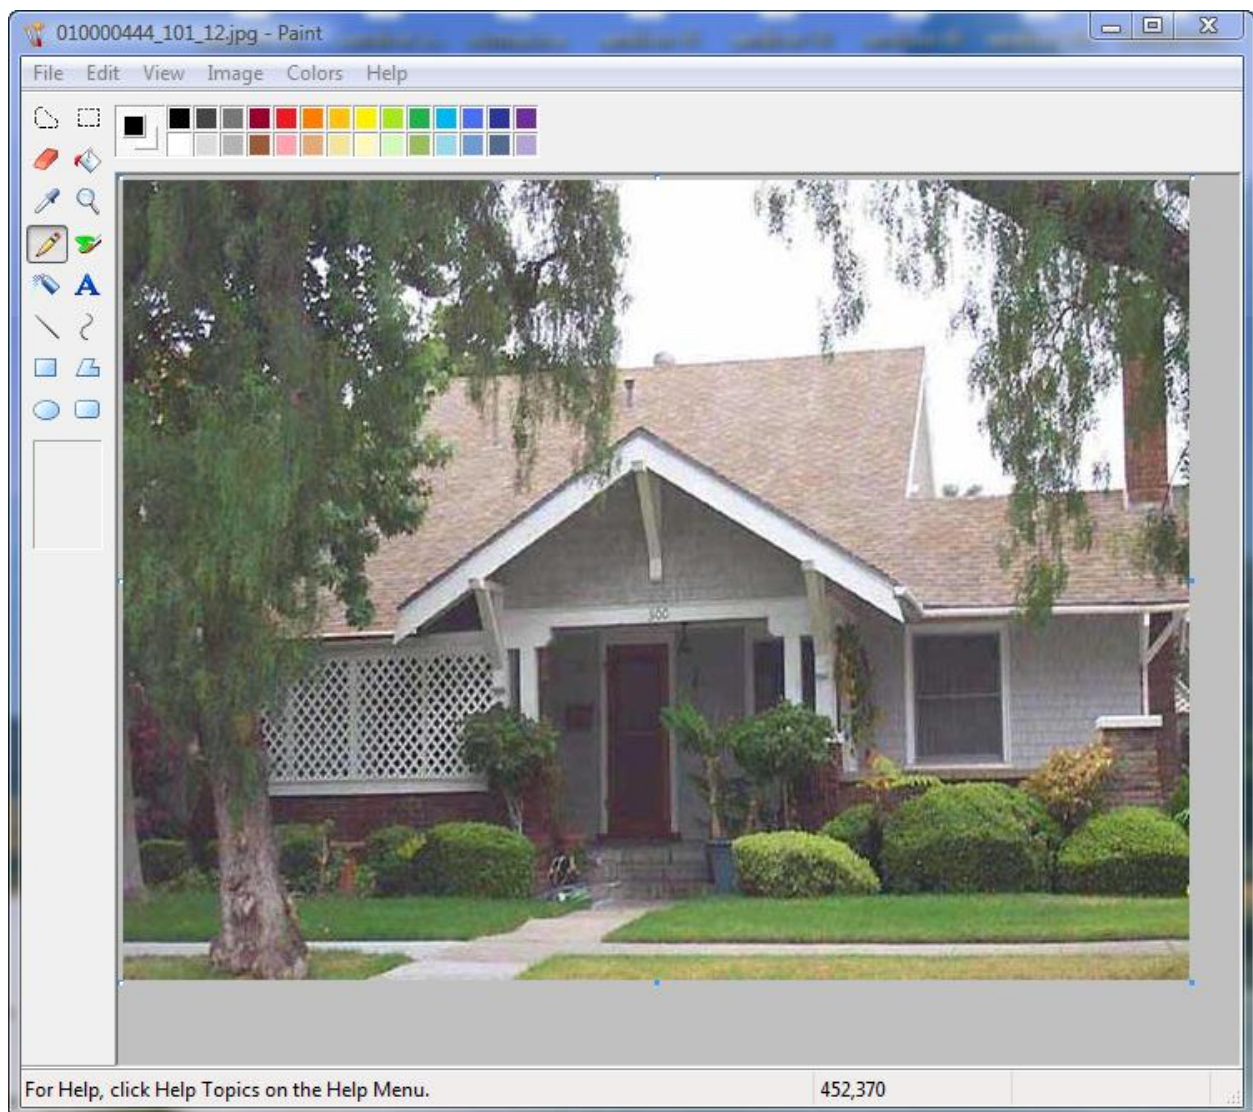 010000444_101_12.jpg - Paint
File Edit View Image Colors Help
A
500
For Help, click Help Topics on the Help Menu.
452,370